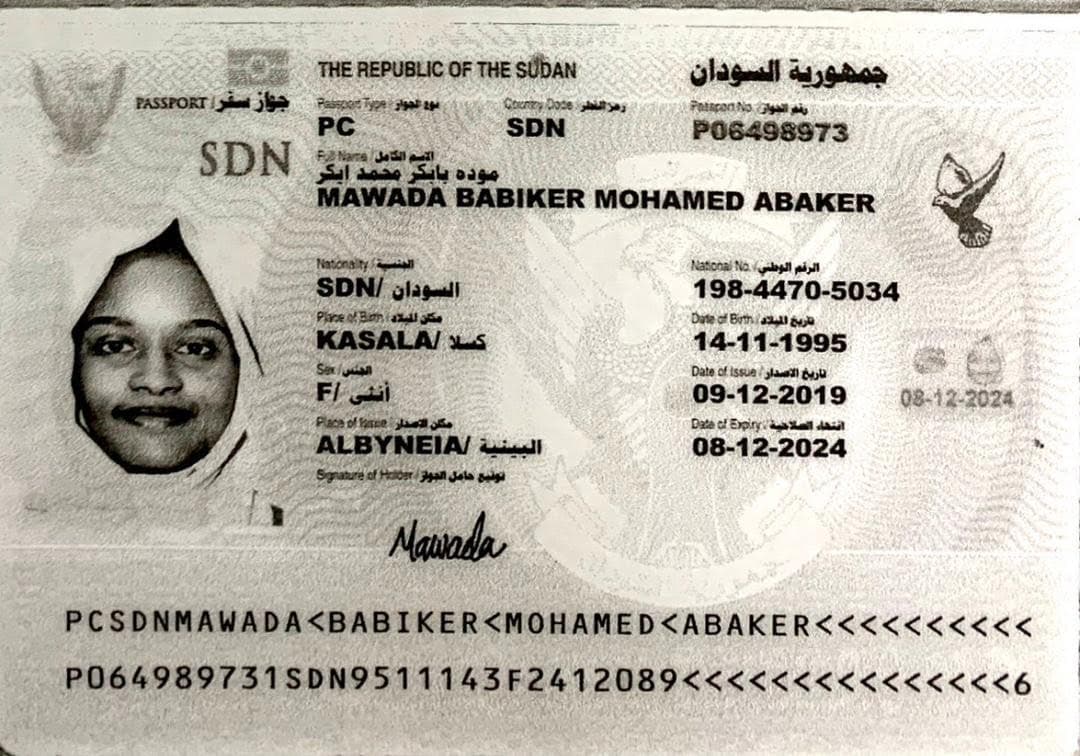 THE REPUBLIC OF THE SUDAN جمهورية السودان
PASSPORT / جواز سفر
Passport Type / نوع الجواز Country Code / رمز القطر Passport No. / رقم الجواز
PC SDN P06498973
SDN
Full Name / الاسم الكامل
موده بابكر محمد ابكر
MAWADA BABIKER MOHAMED ABAKER
Nationality / الجنسية National No. / الرقم الوطني
SDN/ السودان 198-4470-5034
Place of Birth / مكان الميلاد Date of Birth / تاريخ الميلاد
KASALA/ كسلا 14-11-1995
Sex / الجنس Date of Issue / تاريخ الاصدار
F/ أنثى 09-12-2019 08-12-2024
Place of Issue / مكان الاصدار Date of Expiry / انتهاء الصلاحية
ALBYNEIA/ البينية 08-12-2024
Signature of Holder / توقيع حامل الجواز
Mawada
PCSDNMAWADA<BABIKER<MOHAMED<ABAKER<<<<<<<<<<
P064989731SDN9511143F2412089<<<<<<<<<<<<<<<6